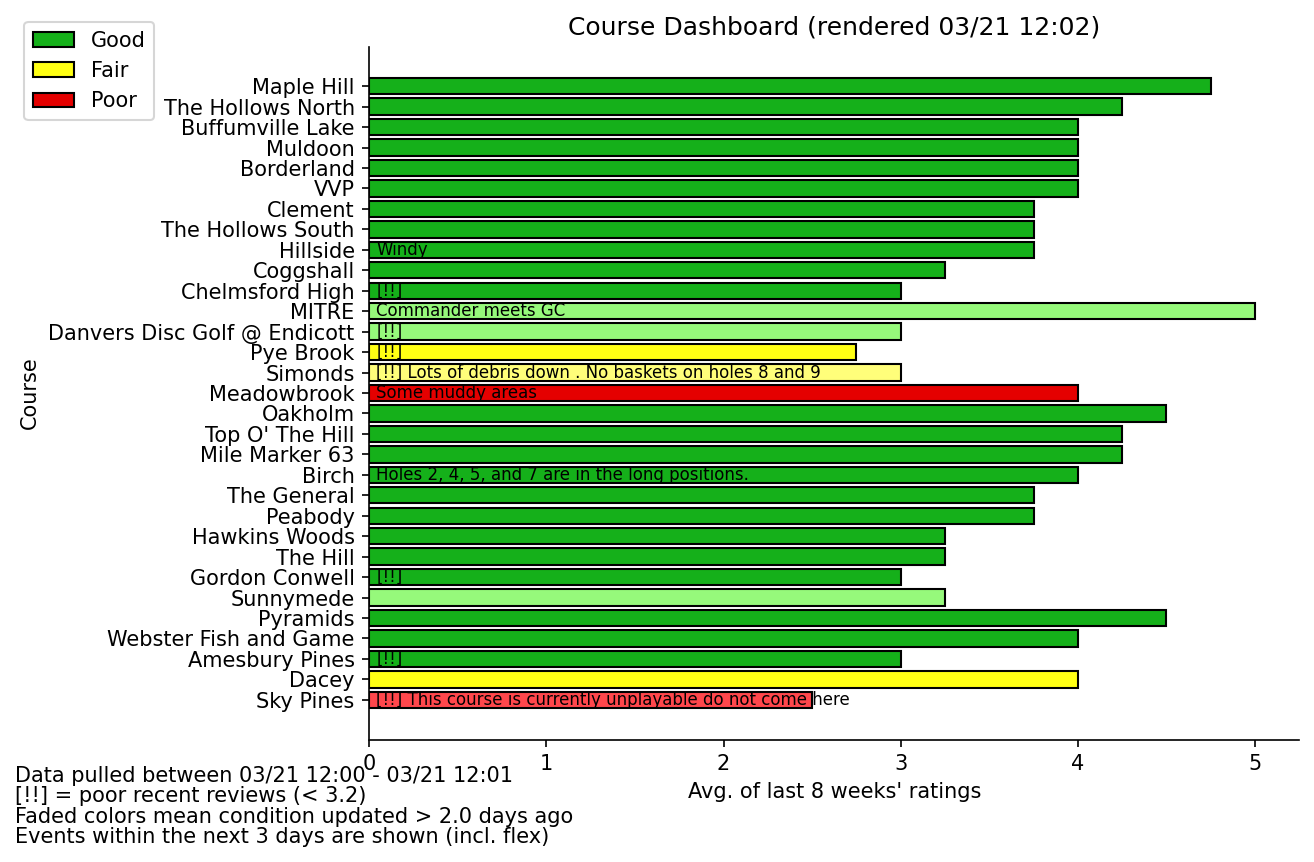 Course Dashboard (rendered 03/21 12:02)
Good
Fair
Poor
Course
Maple Hill
The Hollows North
Buffumville Lake
Muldoon
Borderland
VVP
Clement
The Hollows South
Hillside Windy
Coggshall
Chelmsford High [!!]
MITRE Commander meets GC
Danvers Disc Golf @ Endicott [!!]
Pye Brook [!!]
Simonds [!!] Lots of debris down . No baskets on holes 8 and 9
Meadowbrook Some muddy areas
Oakholm
Top O' The Hill
Mile Marker 63
Birch Holes 2, 4, 5, and 7 are in the long positions.
The General
Peabody
Hawkins Woods
The Hill
Gordon Conwell [!!]
Sunnymede
Pyramids
Webster Fish and Game
Amesbury Pines [!!]
Dacey
Sky Pines [!!] This course is currently unplayable do not come here
0 1 2 3 4 5
Avg. of last 8 weeks' ratings
Data pulled between 03/21 12:00 - 03/21 12:01
[!!] = poor recent reviews (< 3.2)
Faded colors mean condition updated > 2.0 days ago
Events within the next 3 days are shown (incl. flex)